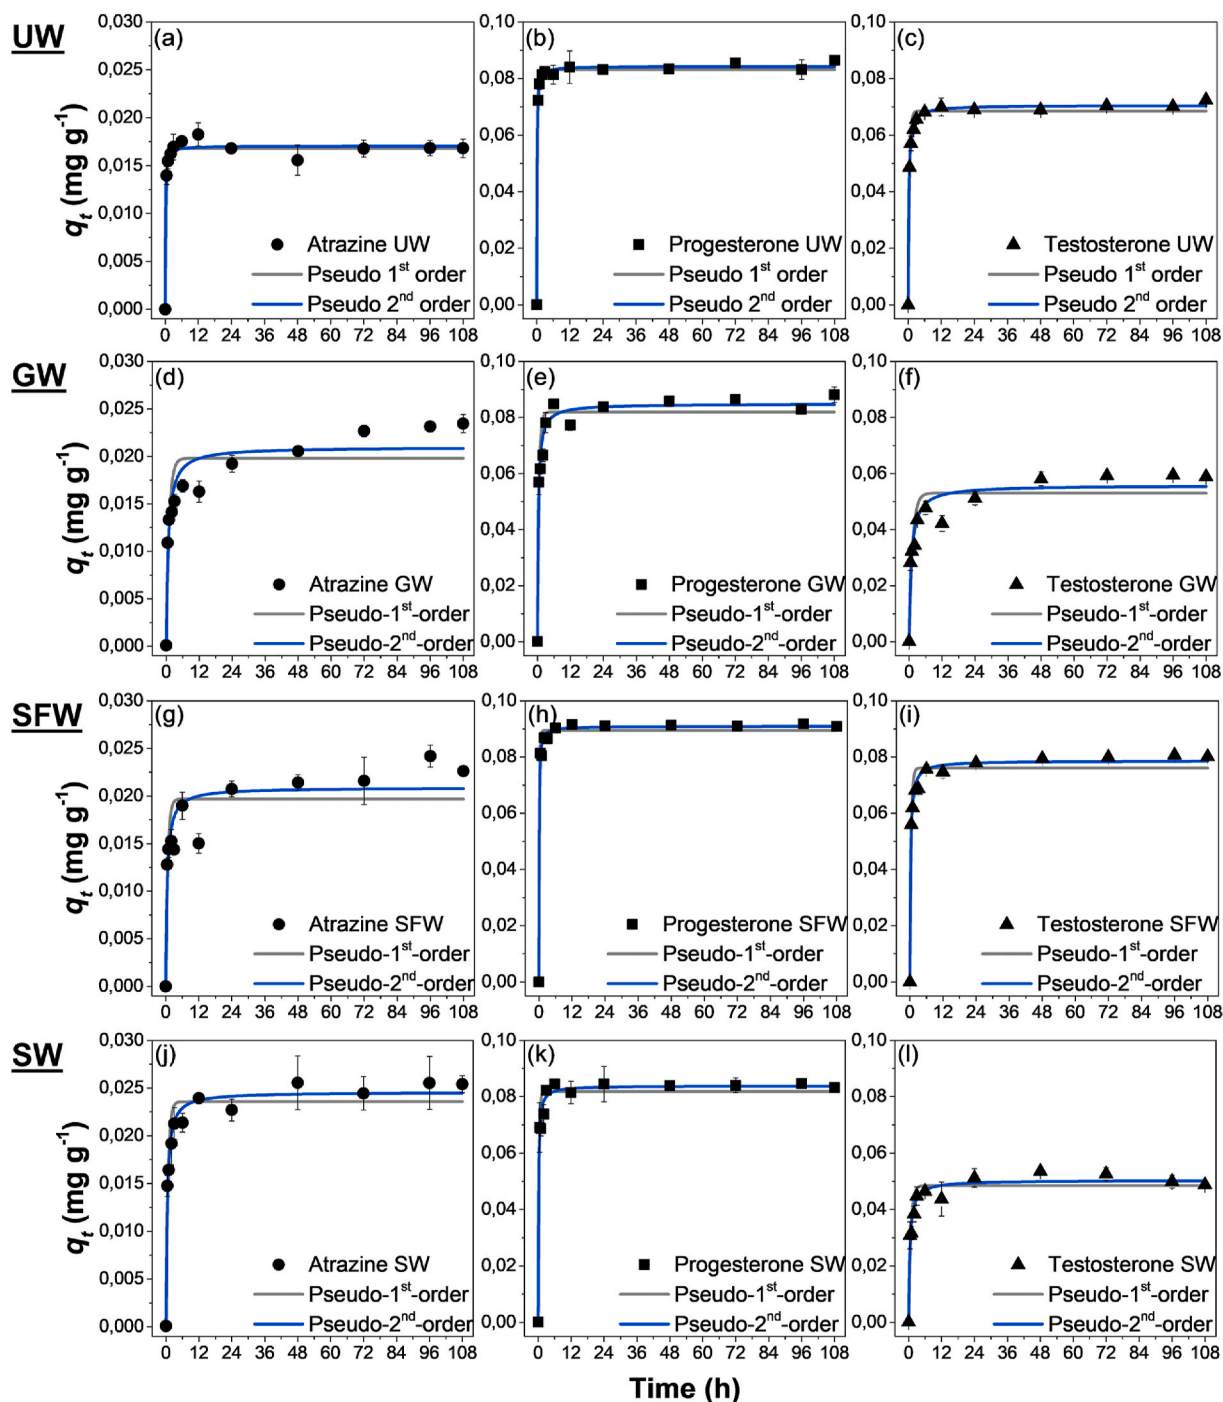 UW
(a)
0,030
0,025
0,020
0,015
0,010
0,005
0,000
qt (mg g-1)
Atrazine UW
Pseudo 1st order
Pseudo 2nd order
0 12 24 36 48 60 72 84 96 108
(b)
0,10
0,08
0,06
0,04
0,02
0,00
Progesterone UW
Pseudo 1st order
Pseudo 2nd order
0 12 24 36 48 60 72 84 96 108
(c)
0,10
0,08
0,06
0,04
0,02
0,00
Testosterone UW
Pseudo 1st order
Pseudo 2nd order
0 12 24 36 48 60 72 84 96 108
GW
(d)
0,030
0,025
0,020
0,015
0,010
0,005
0,000
qt (mg g-1)
Atrazine GW
Pseudo-1st-order
Pseudo-2nd-order
0 12 24 36 48 60 72 84 96 108
(e)
0,10
0,08
0,06
0,04
0,02
0,00
Progesterone GW
Pseudo-1st-order
Pseudo-2nd-order
0 12 24 36 48 60 72 84 96 108
(f)
0,10
0,08
0,06
0,04
0,02
0,00
Testosterone GW
Pseudo-1st-order
Pseudo-2nd-order
0 12 24 36 48 60 72 84 96 108
SFW
(g)
0,030
0,025
0,020
0,015
0,010
0,005
0,000
qt (mg g-1)
Atrazine SFW
Pseudo-1st-order
Pseudo-2nd-order
0 12 24 36 48 60 72 84 96 108
(h)
0,10
0,08
0,06
0,04
0,02
0,00
Progesterone SFW
Pseudo-1st-order
Pseudo-2nd-order
0 12 24 36 48 60 72 84 96 108
(i)
0,10
0,08
0,06
0,04
0,02
0,00
Testosterone SFW
Pseudo-1st-order
Pseudo-2nd-order
0 12 24 36 48 60 72 84 96 108
SW
(j)
0,030
0,025
0,020
0,015
0,010
0,005
0,000
qt (mg g-1)
Atrazine SW
Pseudo-1st-order
Pseudo-2nd-order
0 12 24 36 48 60 72 84 96 108
(k)
0,10
0,08
0,06
0,04
0,02
0,00
Progesterone SW
Pseudo-1st-order
Pseudo-2nd-order
0 12 24 36 48 60 72 84 96 108
(l)
0,10
0,08
0,06
0,04
0,02
0,00
Testosterone SW
Pseudo-1st-order
Pseudo-2nd-order
0 12 24 36 48 60 72 84 96 108
Time (h)